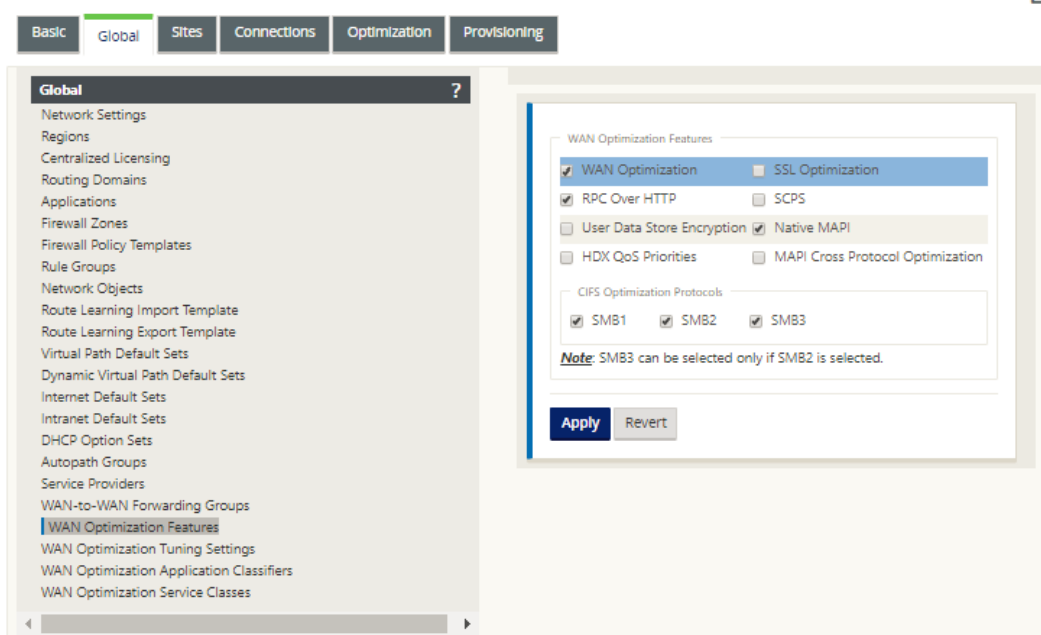 Basic Global Sites Connections Optimization Provisioning
Global ?
Network Settings
Regions
Centralized Licensing
Routing Domains
Applications
Firewall Zones
Firewall Policy Templates
Rule Groups
Network Objects
Route Learning Import Template
Route Learning Export Template
Virtual Path Default Sets
Dynamic Virtual Path Default Sets
Internet Default Sets
Intranet Default Sets
DHCP Option Sets
Autopath Groups
Service Providers
WAN-to-WAN Forwarding Groups
WAN Optimization Features
WAN Optimization Tuning Settings
WAN Optimization Application Classifiers
WAN Optimization Service Classes
WAN Optimization Features
WAN Optimization SSL Optimization
RPC Over HTTP SCPS
User Data Store Encryption Native MAPI
HDX QoS Priorities MAPI Cross Protocol Optimization
CIFS Optimization Protocols
SMB1 SMB2 SMB3
Note: SMB3 can be selected only if SMB2 is selected.
Apply Revert